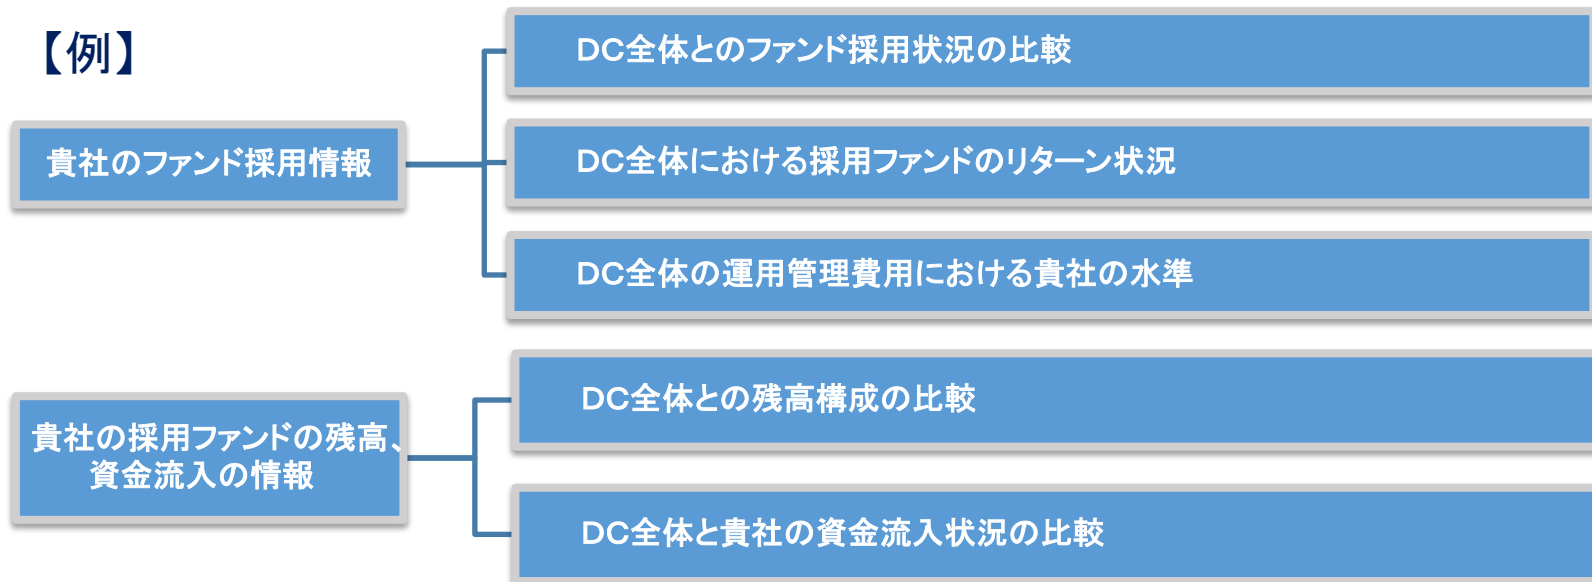 【例】
貴社のファンド採用情報
DC全体とのファンド採用状況の比較
DC全体における採用ファンドのリターン状況
DC全体の運用管理費用における貴社の水準
貴社の採用ファンドの残高、
資金流入の情報
DC全体との残高構成の比較
DC全体と貴社の資金流入状況の比較